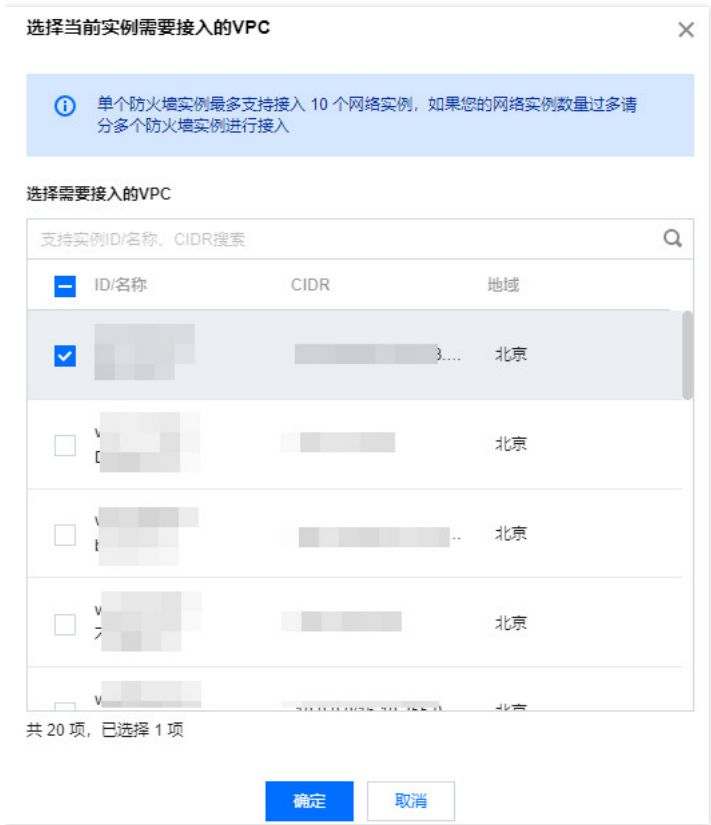 选择当前实例需要接入的VPC
单个防火墙实例最多支持接入 10 个网络实例，如果您的网络实例数量过多请
分多个防火墙实例进行接入
选择需要接入的VPC
支持实例ID/名称、CIDR搜索
ID/名称 CIDR 地域
北京
北京
北京
北京
北京
共 20 项，已选择 1 项
确定 取消